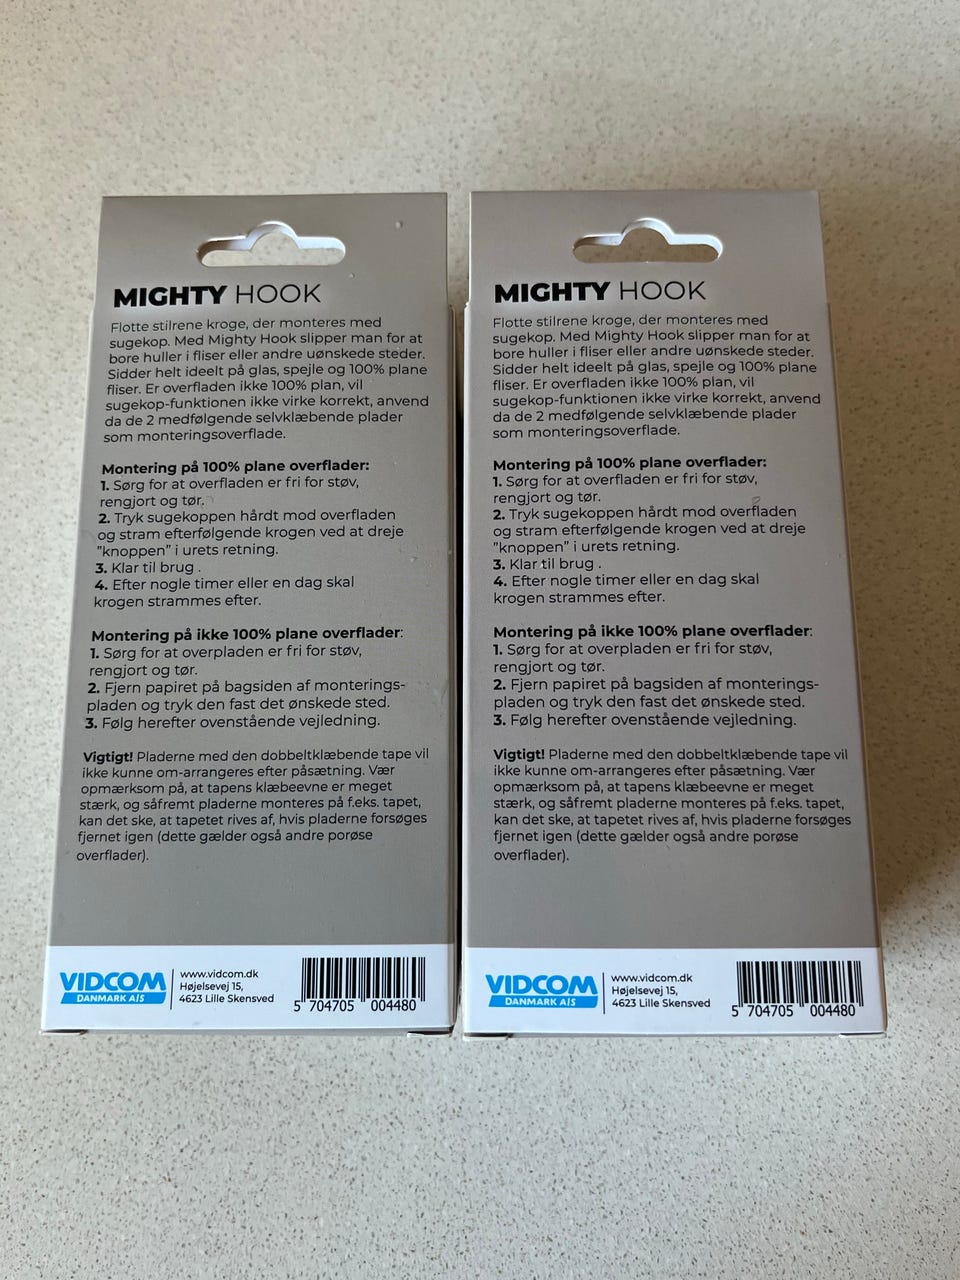 MIGHTY HOOK
Flotte stilrene kroge, der monteres med
sugekop. Med Mighty Hook slipper man for at
bore huller i fliser eller andre uønskede steder.
Sidder helt ideelt på glas, spejle og 100% plane
fliser. Er overfladen ikke 100% plan, vil
sugekop-funktionen ikke virke korrekt, anvend
da de 2 medfølgende selvklæbende plader
som monteringsoverflade.
Montering på 100% plane overflader:
1. Sørg for at overfladen er fri for støv,
rengjort og tør.
2. Tryk sugekoppen hårdt mod overfladen
og stram efterfølgende krogen ved at dreje
"knoppen" i urets retning.
3. Klar til brug .
4. Efter nogle timer eller en dag skal
krogen strammes efter.
Montering på ikke 100% plane overflader:
1. Sørg for at overpladen er fri for støv,
rengjort og tør.
2. Fjern papiret på bagsiden af monterings-
pladen og tryk den fast det ønskede sted.
3. Følg herefter ovenstående vejledning.
Vigtigt! Pladerne med den dobbeltklæbende tape vil
ikke kunne om-arrangeres efter påsætning. Vær
opmærksom på, at tapens klæbeevne er meget
stærk, og såfremt pladerne monteres på f.eks. tapet,
kan det ske, at tapetet rives af, hvis pladerne forsøges
fjernet igen (dette gælder også andre porøse
overflader).
VIDCOM
DANMARK A/S
www.vidcom.dk
Højelsevej 15,
4623 Lille Skensved
5 704705 004480
MIGHTY HOOK
Flotte stilrene kroge, der monteres med
sugekop. Med Mighty Hook slipper man for at
bore huller i fliser eller andre uønskede steder.
Sidder helt ideelt på glas, spejle og 100% plane
fliser. Er overfladen ikke 100% plan, vil
sugekop-funktionen ikke virke korrekt, anvend
da de 2 medfølgende selvklæbende plader
som monteringsoverflade.
Montering på 100% plane overflader:
1. Sørg for at overfladen er fri for støv,
rengjort og tør.
2. Tryk sugekoppen hårdt mod overfladen
og stram efterfølgende krogen ved at dreje
"knoppen" i urets retning.
3. Klar til brug .
4. Efter nogle timer eller en dag skal
krogen strammes efter.
Montering på ikke 100% plane overflader:
1. Sørg for at overpladen er fri for støv,
rengjort og tør.
2. Fjern papiret på bagsiden af monterings-
pladen og tryk den fast det ønskede sted.
3. Følg herefter ovenstående vejledning.
Vigtigt! Pladerne med den dobbeltklæbende tape vil
ikke kunne om-arrangeres efter påsætning. Vær
opmærksom på, at tapens klæbeevne er meget
stærk, og såfremt pladerne monteres på f.eks. tapet,
kan det ske, at tapetet rives af, hvis pladerne forsøges
fjernet igen (dette gælder også andre porøse
overflader).
VIDCOM
DANMARK A/S
www.vidcom.dk
Højelsevej 15,
4623 Lille Skensved
5 704705 004480